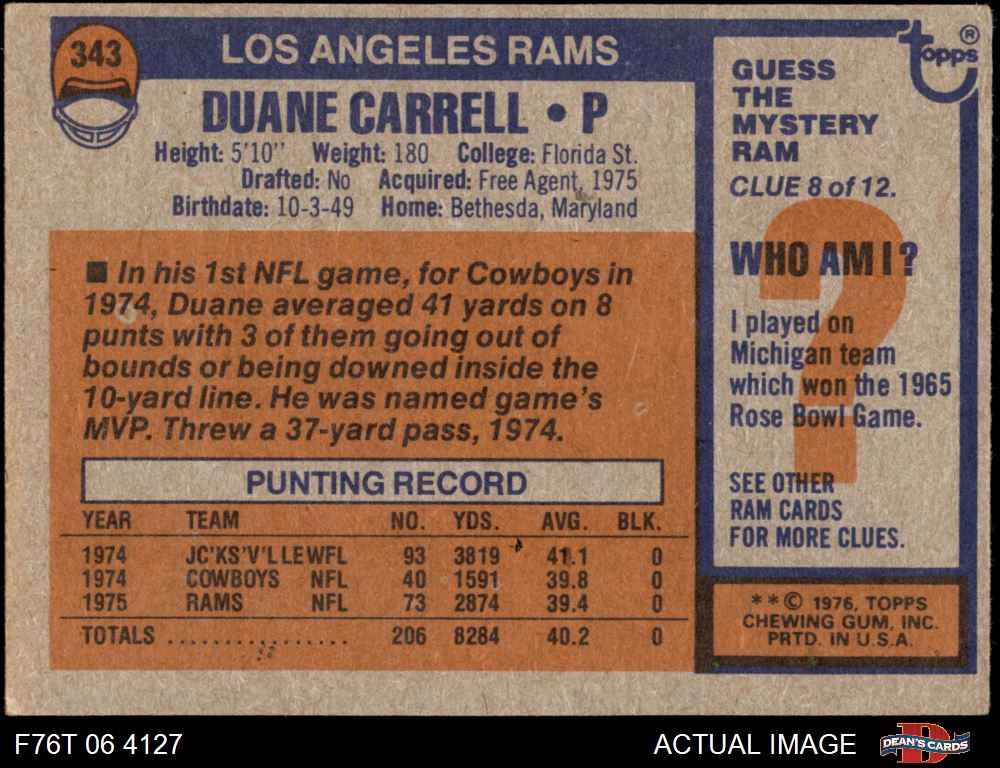 343
LOS ANGELES RAMS
DUANE CARRELL • P
Height: 5'10" Weight: 180 College: Florida St.
Drafted: No Acquired: Free Agent, 1975
Birthdate: 10-3-49 Home: Bethesda, Maryland
■ In his 1st NFL game, for Cowboys in
1974, Duane averaged 41 yards on 8
punts with 3 of them going out of
bounds or being downed inside the
10-yard line. He was named game's
MVP. Threw a 37-yard pass, 1974.
PUNTING RECORD
YEAR TEAM NO. YDS. AVG. BLK.
1974 JC'KS'V'LLE WFL 93 3819 41.1 0
1974 COWBOYS NFL 40 1591 39.8 0
1975 RAMS NFL 73 2874 39.4 0
TOTALS ................ 206 8284 40.2 0
topps ®
GUESS
THE
MYSTERY
RAM
CLUE 8 of 12.
WHO AM I?
I played on
Michigan team
which won the 1965
Rose Bowl Game.
SEE OTHER
RAM CARDS
FOR MORE CLUES.
**© 1976, TOPPS
CHEWING GUM, INC.
PRTD. IN U.S.A.
F76T 06 4127
ACTUAL IMAGE
DEAN'S CARDS